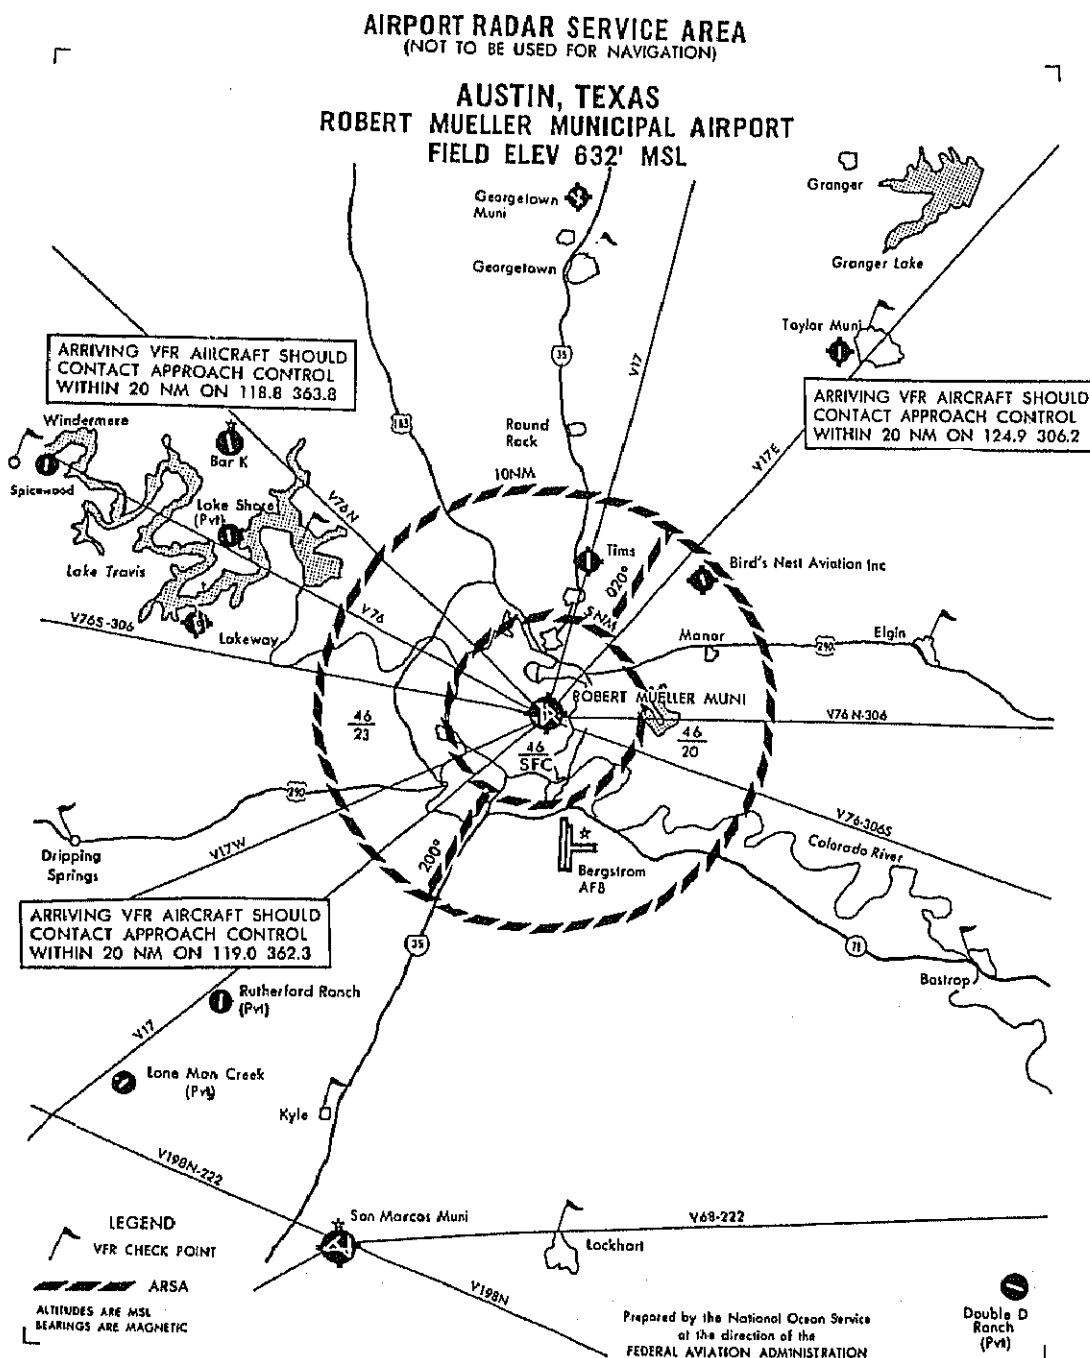 AIRPORT RADAR SERVICE AREA
(NOT TO BE USED FOR NAVIGATION)
AUSTIN, TEXAS
ROBERT MUELLER MUNICIPAL AIRPORT
FIELD ELEV 632' MSL
Georgetown
Muni
Granger
Georgetown
Granger Lake
Taylor Muni
35
V17
ARRIVING VFR AIRCRAFT SHOULD
CONTACT APPROACH CONTROL
WITHIN 20 NM ON 118.8 363.8
ARRIVING VFR AIRCRAFT SHOULD
CONTACT APPROACH CONTROL
WITHIN 20 NM ON 124.9 306.2
Windermere
183
Round
Rock
Bar K
Spicewood
V17E
10NM
V76N
Lake Shore
(Pvt)
Tims
Bird's Nest Aviation Inc
Lake Travis
020°
V76
5NM
V76S-306
Lakeway
Manor
290
Elgin
ROBERT MUELLER MUNI
46
23
V76N-306
46
SFC
46
20
290
V76-306S
Dripping
Springs
V17W
200°
Bergstrom
AFB
Colorado River
ARRIVING VFR AIRCRAFT SHOULD
CONTACT APPROACH CONTROL
WITHIN 20 NM ON 119.0 362.3
35
71
Bastrop
Rutherford Ranch
(Pvt)
V17
Lone Man Creek
(Pvt)
Kyle
V198N-222
San Marcos Muni
V68-222
Lockhart
V198N
LEGEND
VFR CHECK POINT
ARSA
ALTITUDES ARE MSL
BEARINGS ARE MAGNETIC
Double D
Ranch
(Pvt)
Prepared by the National Ocean Service
at the direction of the
FEDERAL AVIATION ADMINISTRATION